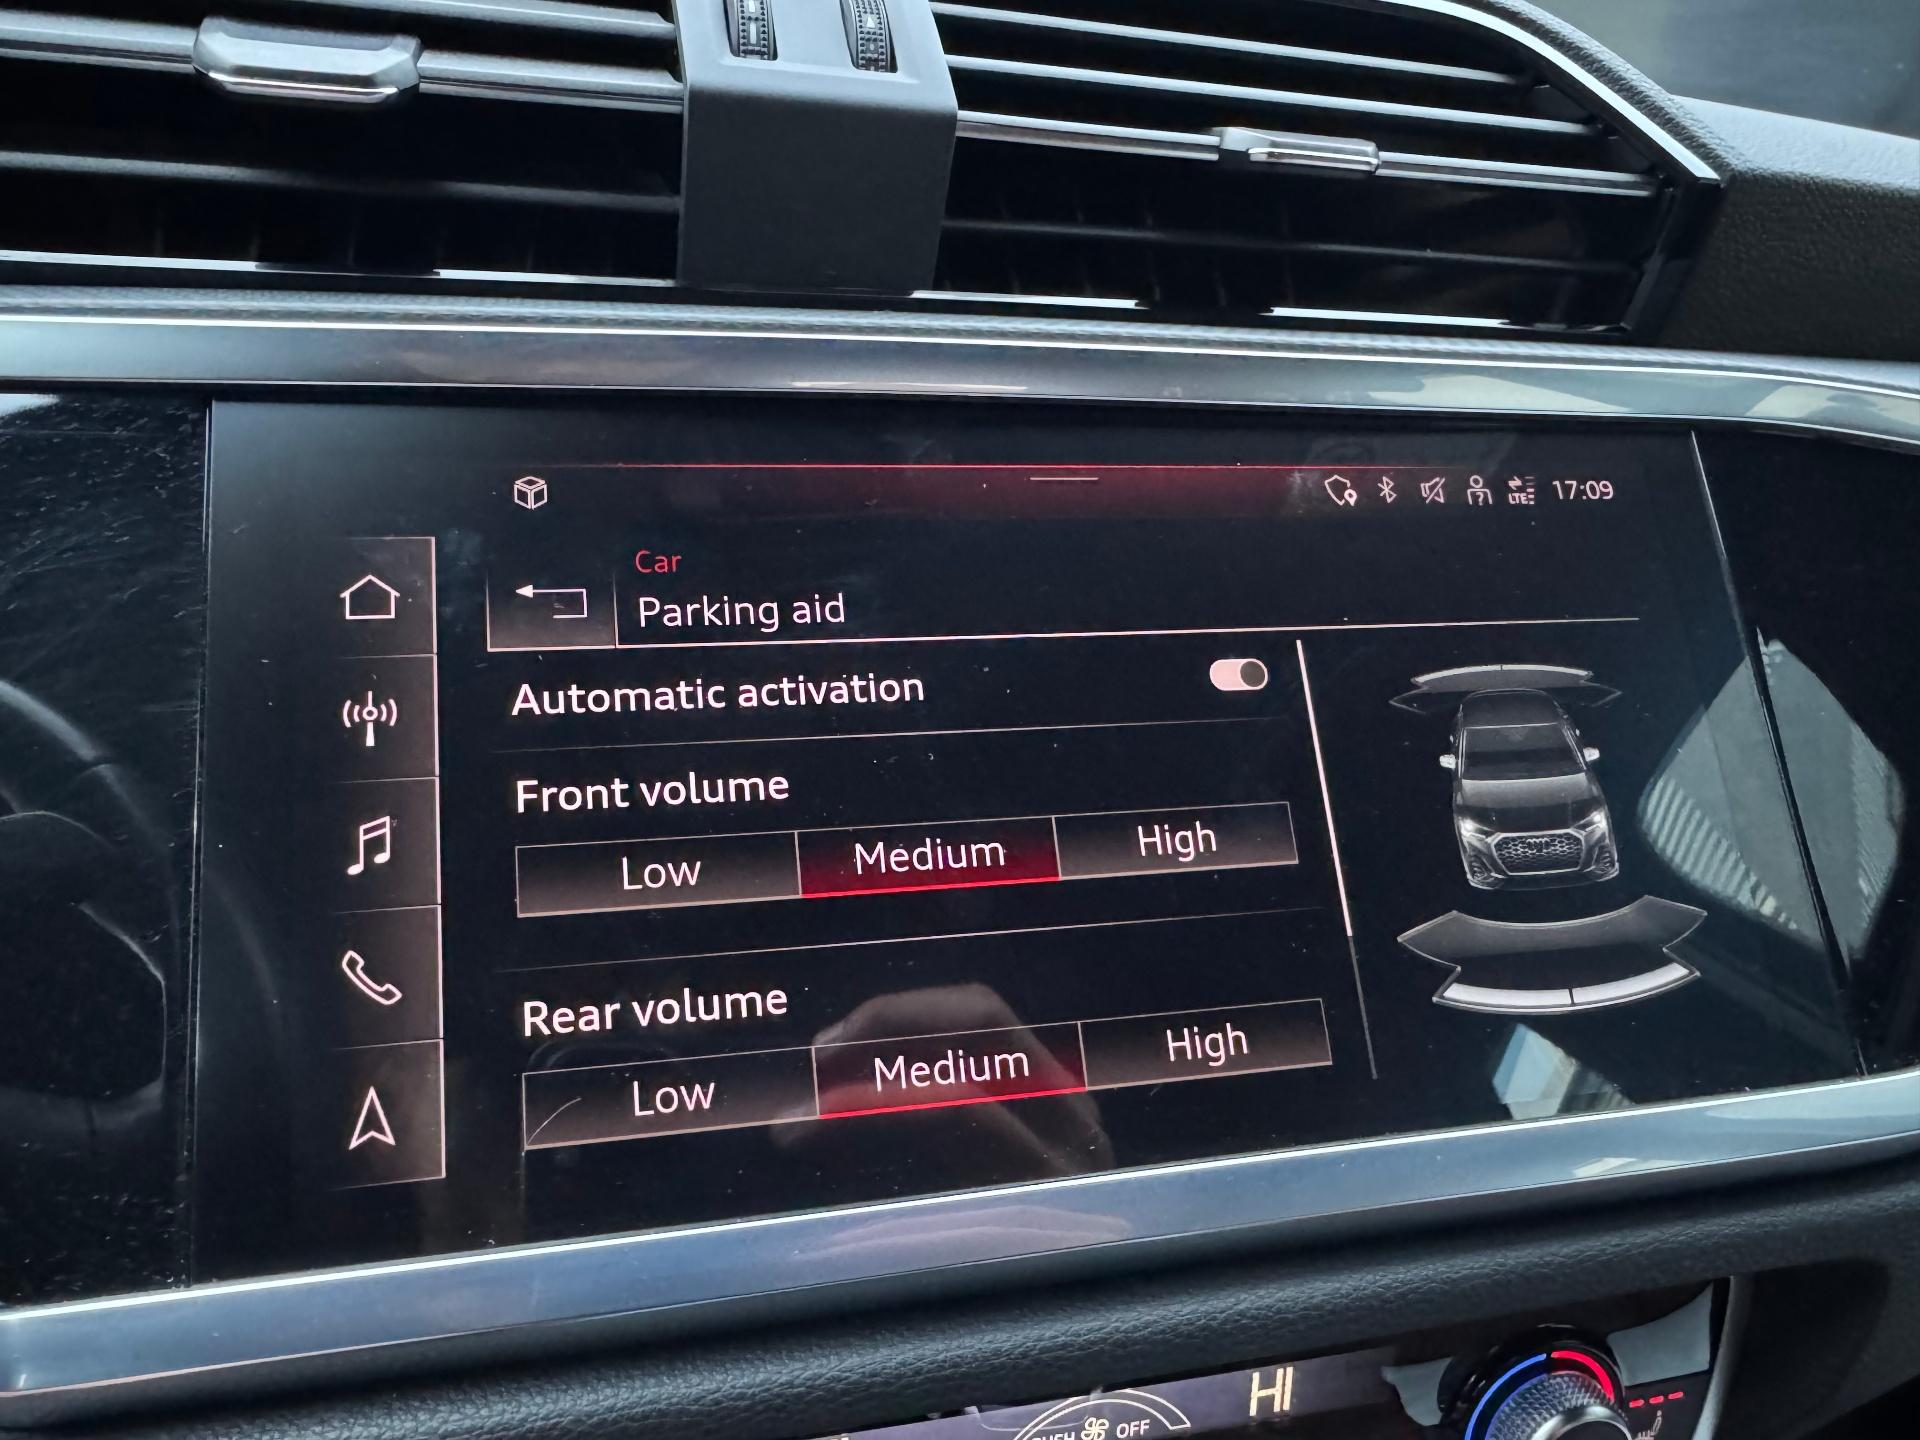 LTE 17:09
Car
Parking aid
Automatic activation
Front volume
Low Medium High
Rear volume
Low Medium High
HI
OFF